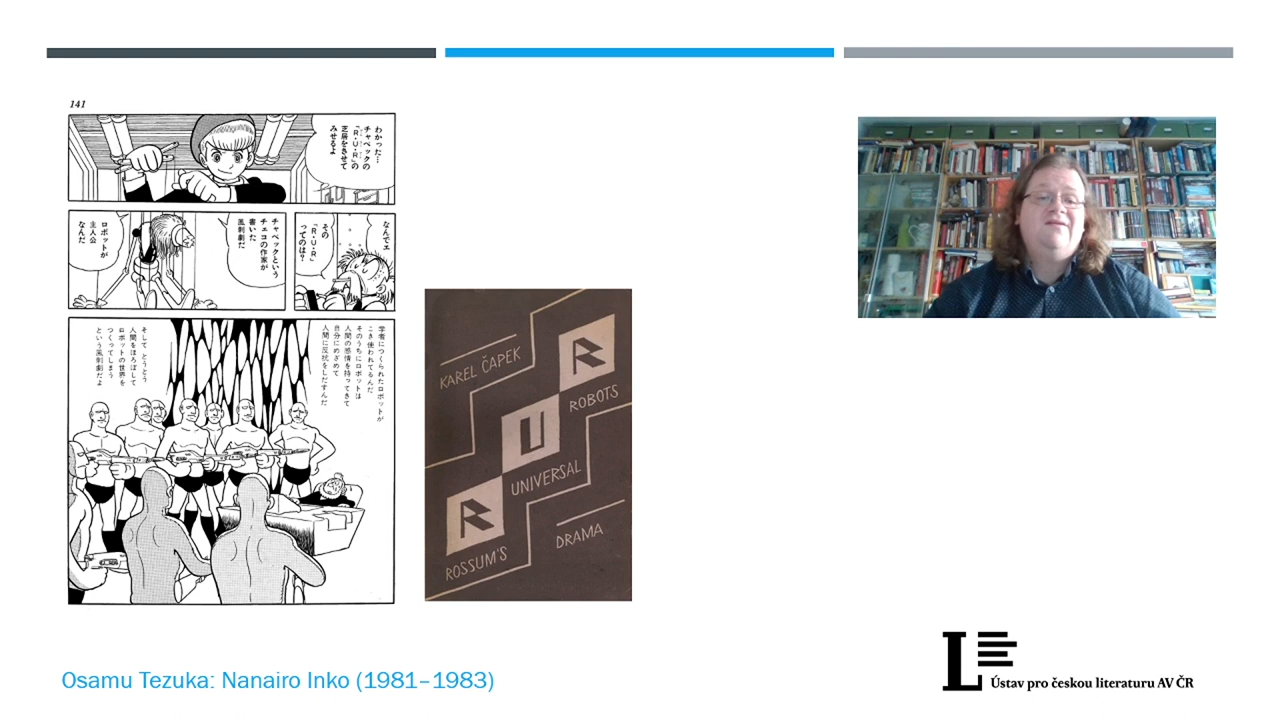 141
わかった…
チャペックの
「R・U・R」の
芝居をさせて
みせるよ
なんでェ
その
「R・U・R」
ってのは?
チャペックという
チェコの作家が
書いた
風刺劇だ
ロボットが
主人公
なんだ
学者につくられたロボットが
こき使われてるんだ
そのうちにロボットは
人間の感情を持ってきて
自分にめざめて
人間に反抗をしだすんだ
そして とうとう
人間をほろぼして
ロボットの世界を
つくってしまう
という風刺劇だよ
KAREL ČAPEK
R
ROBOTS
U
UNIVERSAL
R
ROSSUM'S
DRAMA
Osamu Tezuka: Nanairo Inko (1981–1983)
Ústav pro českou literaturu AV ČR